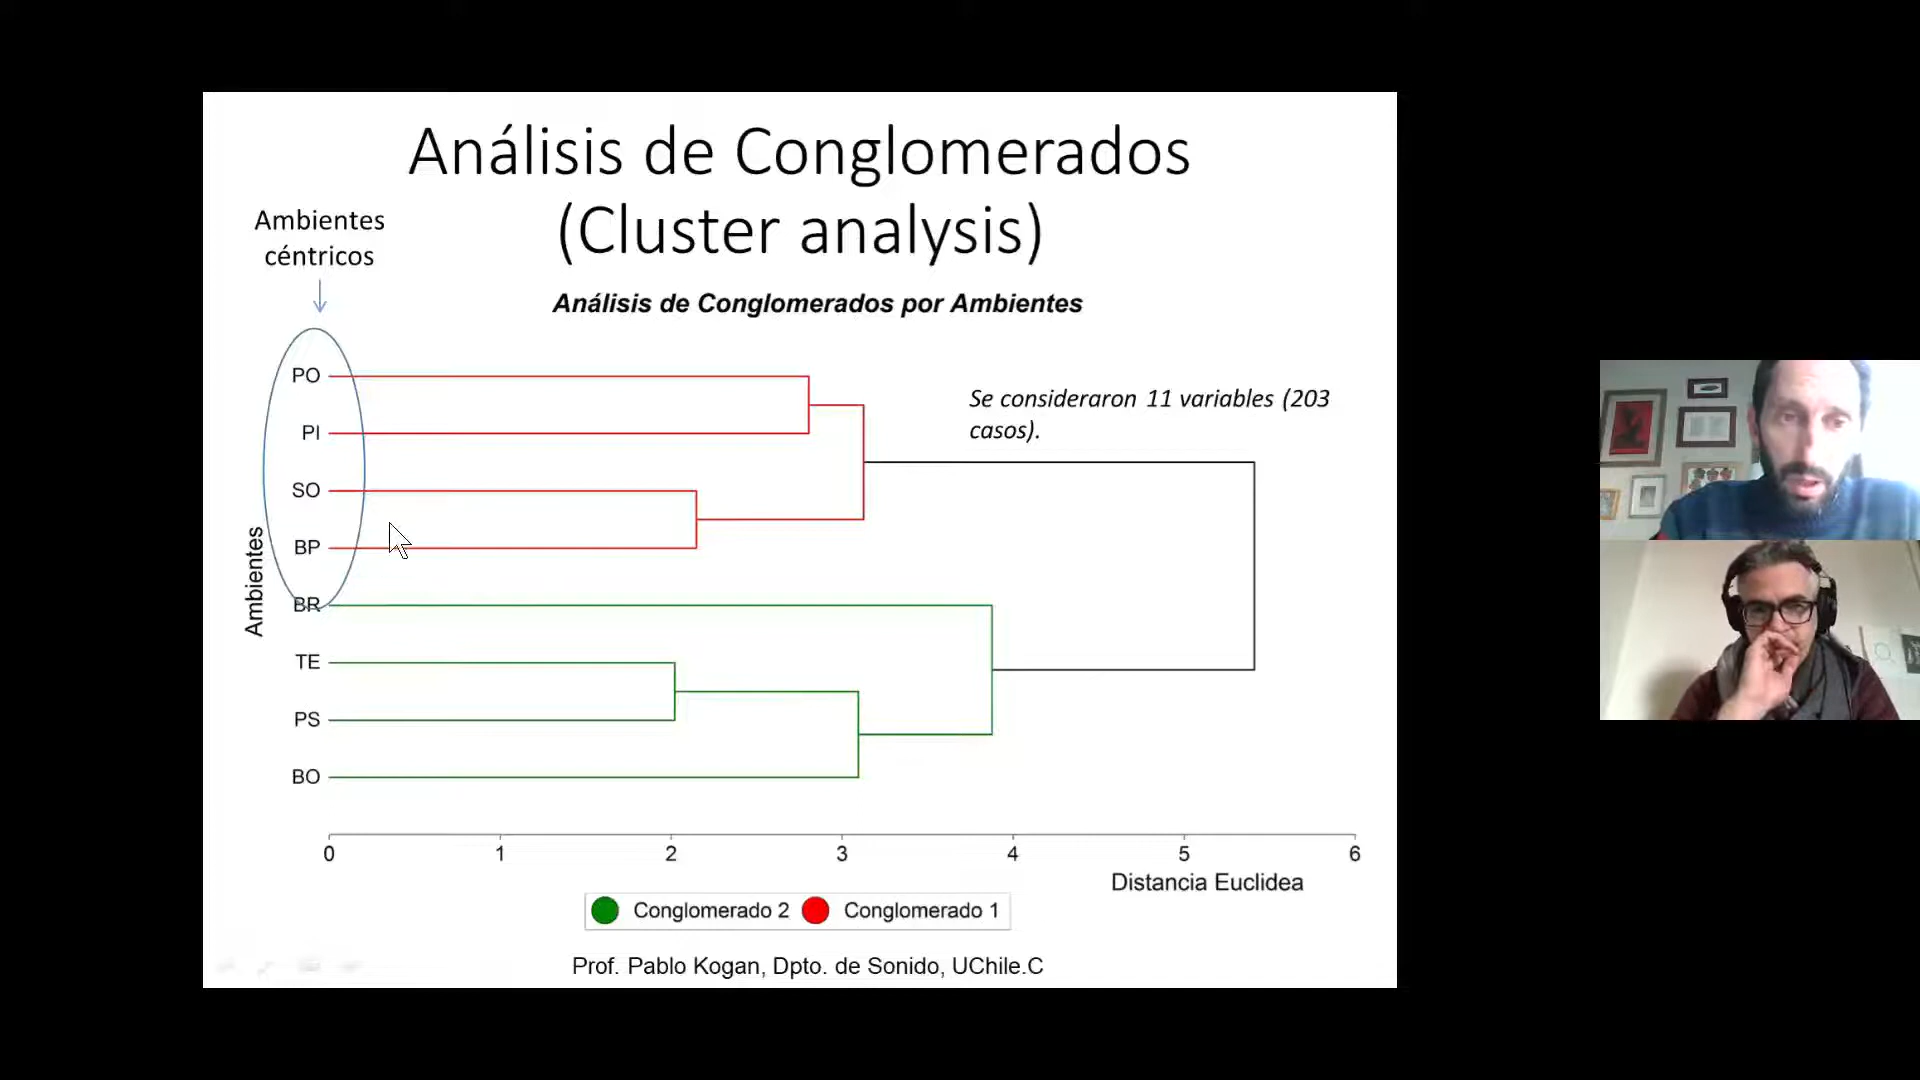 Análisis de Conglomerados
(Cluster analysis)
Ambientes
céntricos
Análisis de Conglomerados por Ambientes
Se consideraron 11 variables (203
casos).
Ambientes
PO
PI
SO
BP
BR
TE
PS
BO
0 1 2 3 4 5 6
Distancia Euclidea
Conglomerado 2 Conglomerado 1
Prof. Pablo Kogan, Dpto. de Sonido, UChile.C